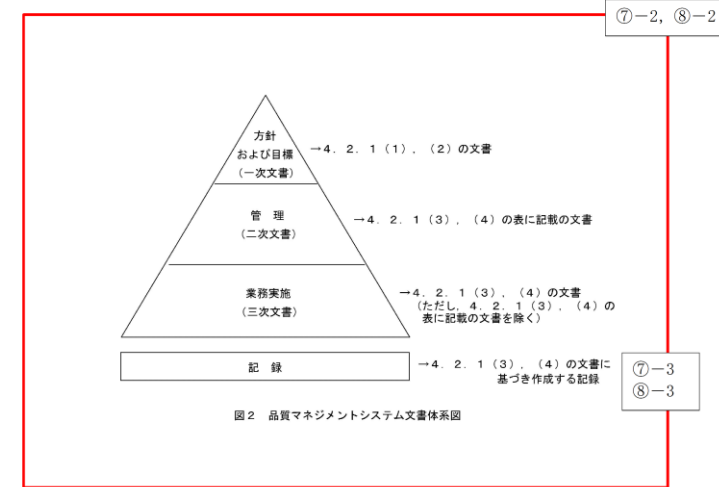 ⑦－2，⑧－2
方針
および目標
（一次文書）
→4．2．1（1），（2）の文書
管 理
（二次文書）
→4．2．1（3），（4）の表に記載の文書
業務実施
（三次文書）
→4．2．1（3），（4）の文書
（ただし，4．2．1（3），（4）の
表に記載の文書を除く）
記 録
→4．2．1（3），（4）の文書に
基づき作成する記録
⑦－3
⑧－3
図2 品質マネジメントシステム文書体系図